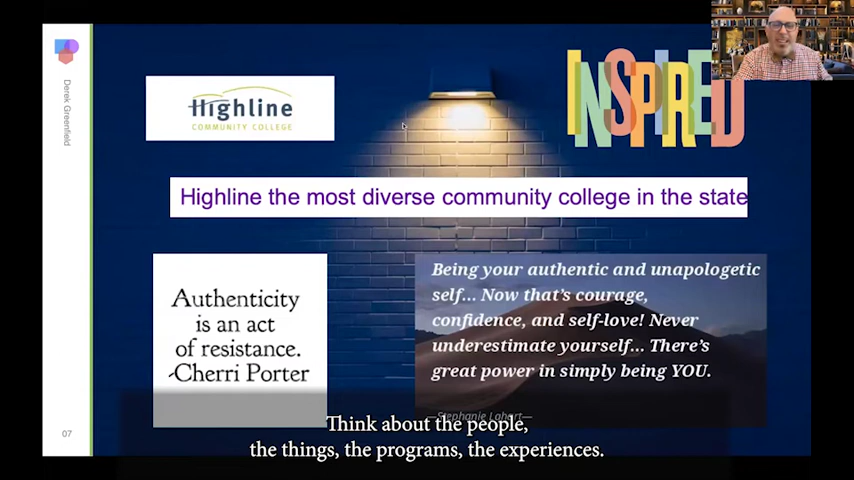 Derek Greenfield
Highline
COMMUNITY COLLEGE
INSPIRED
Highline the most diverse community college in the state
Authenticity
is an act
of resistance.
-Cherri Porter
Being your authentic and unapologetic
self... Now that's courage,
confidence, and self-love! Never
underestimate yourself... There's
great power in simply being YOU.
—Stephanie Lahart—
Think about the people,
the things, the programs, the experiences.
07